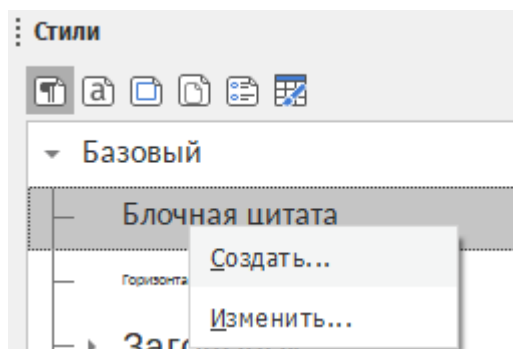 Стили
Базовый
Блочная цитата
Создать...
Изменить...